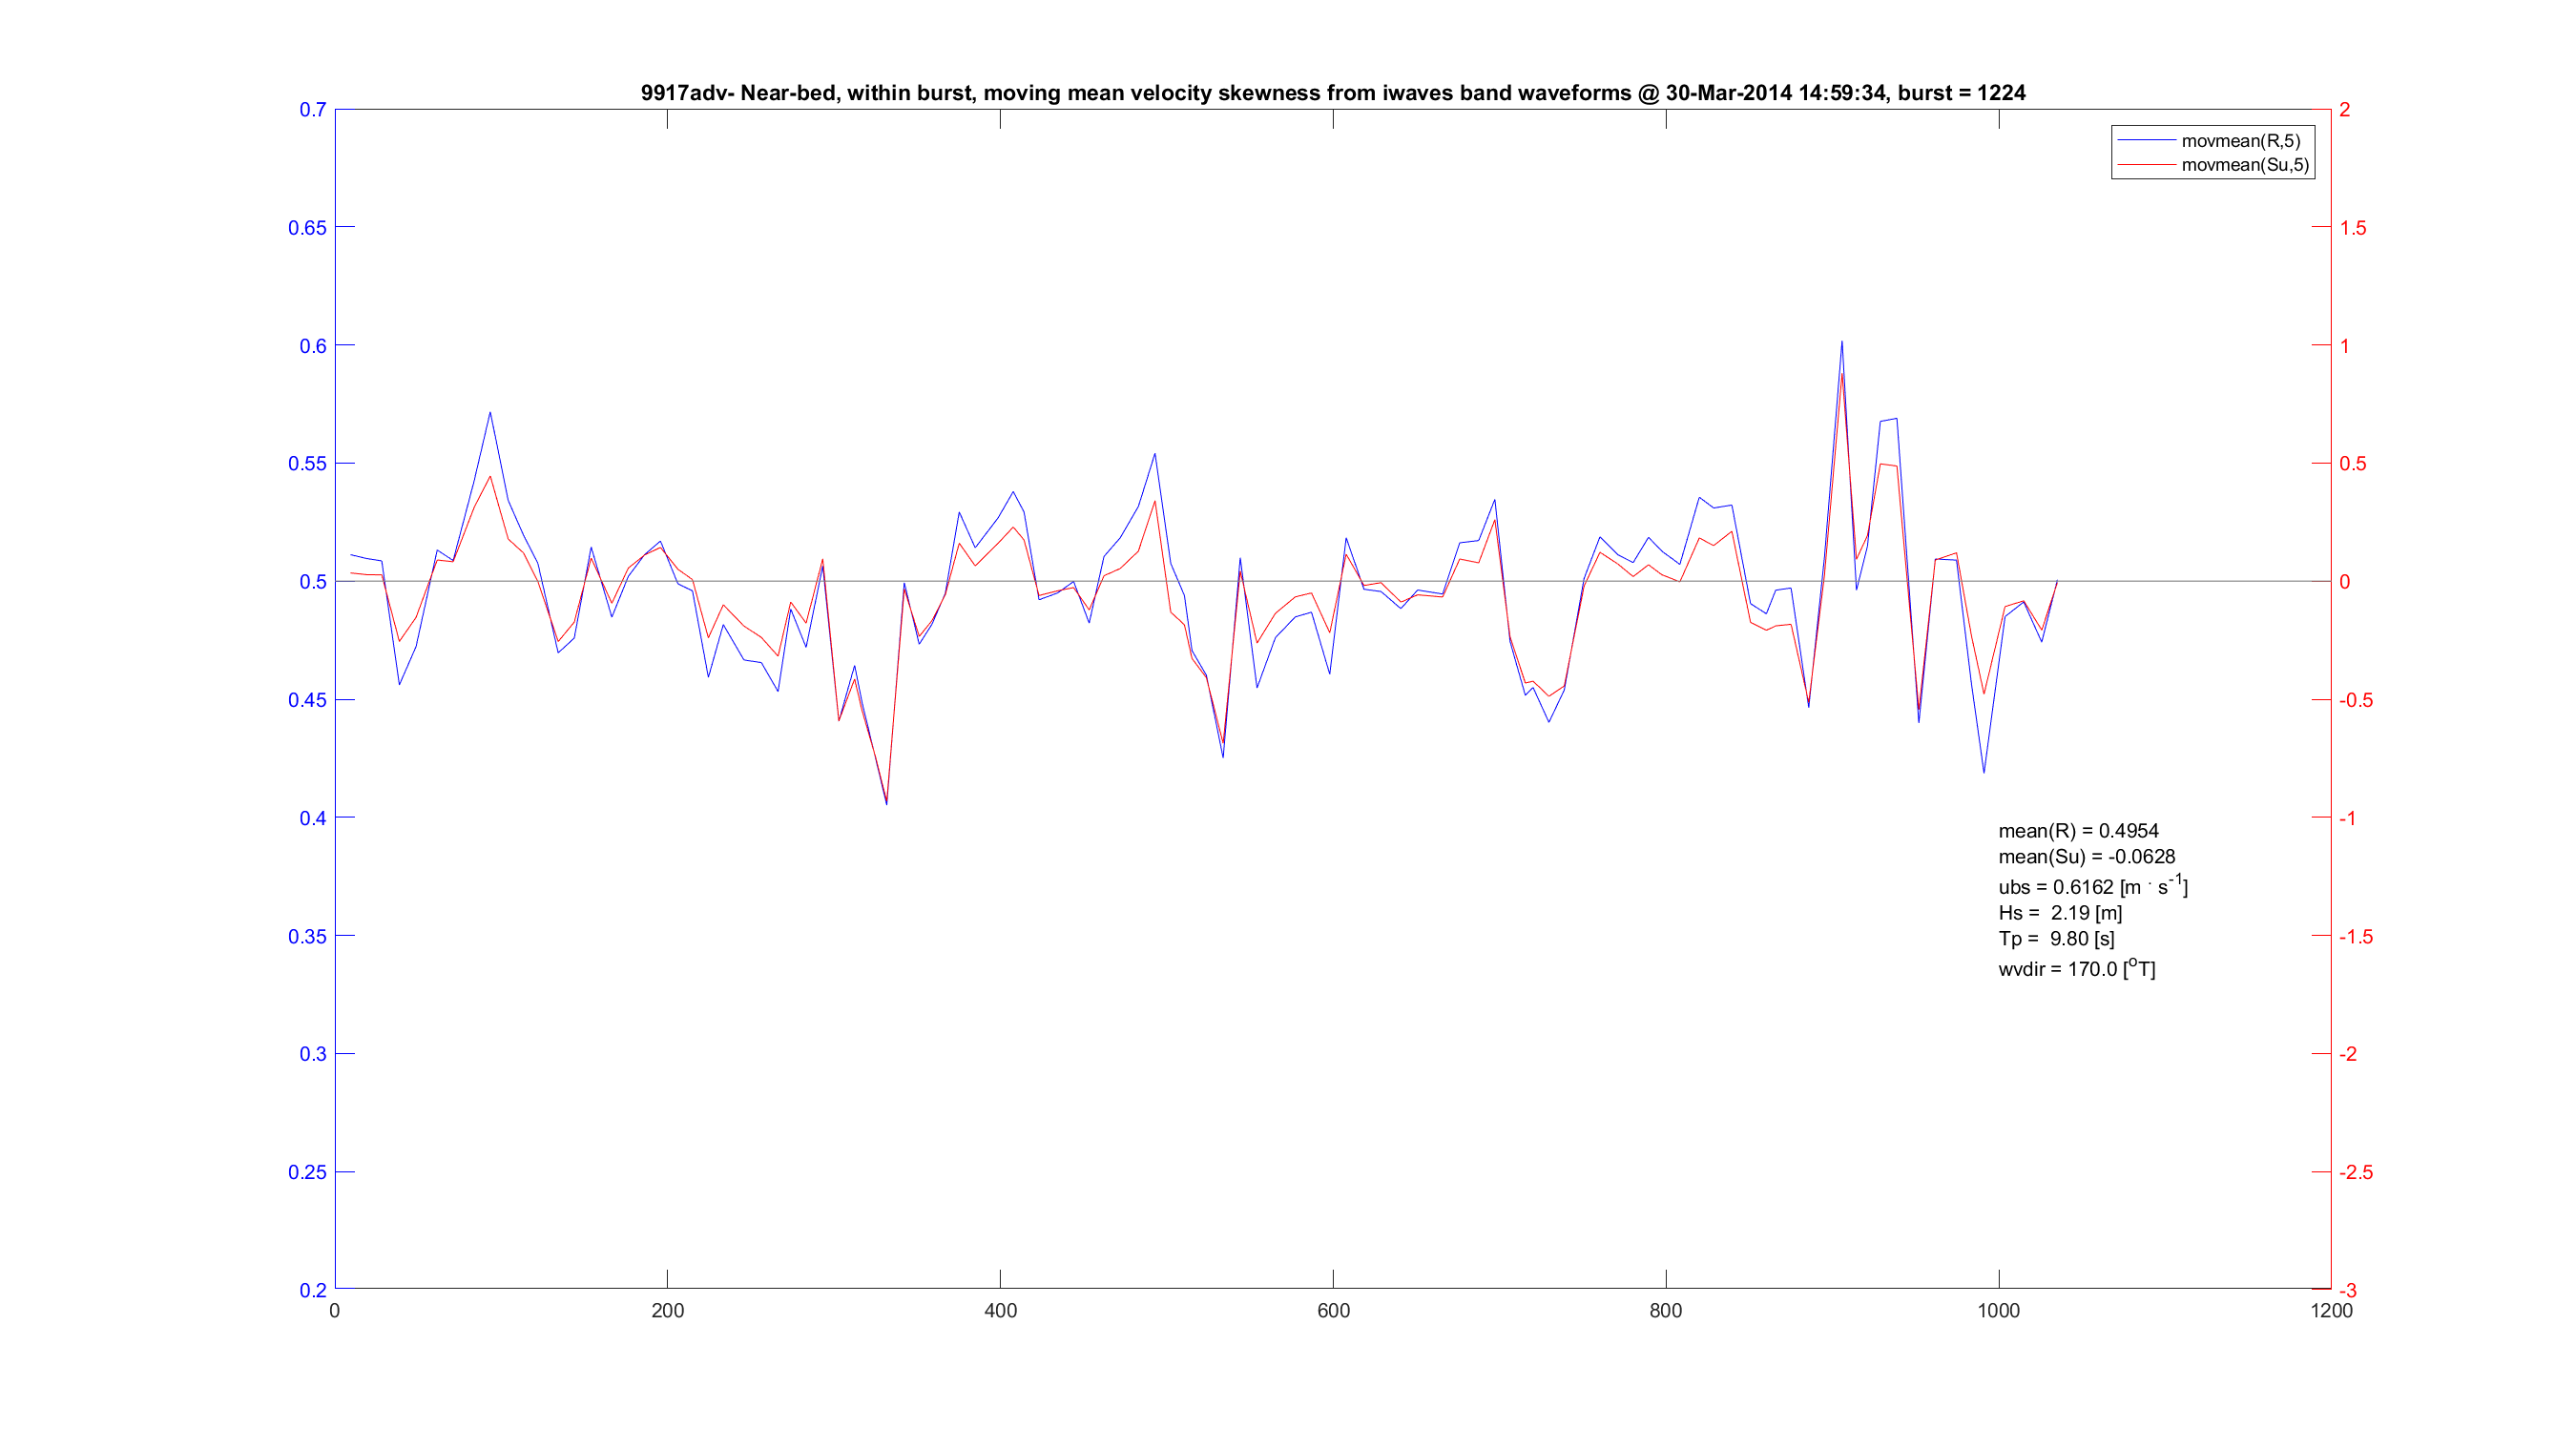 9917adv- Near-bed, within burst, moving mean velocity skewness from iwaves band waveforms @ 30-Mar-2014 14:59:34, burst = 1224
0.7
0.65
0.6
0.55
0.5
0.45
0.4
0.35
0.3
0.25
0.2
2
1.5
1
0.5
0
-0.5
-1
-1.5
-2
-2.5
-3
movmean(R,5)
movmean(Su,5)
mean(R) = 0.4954
mean(Su) = -0.0628
ubs = 0.6162 [m · s⁻¹]
Hs = 2.19 [m]
Tp = 9.80 [s]
wvdir = 170.0 [ᵒT]
0 200 400 600 800 1000 1200